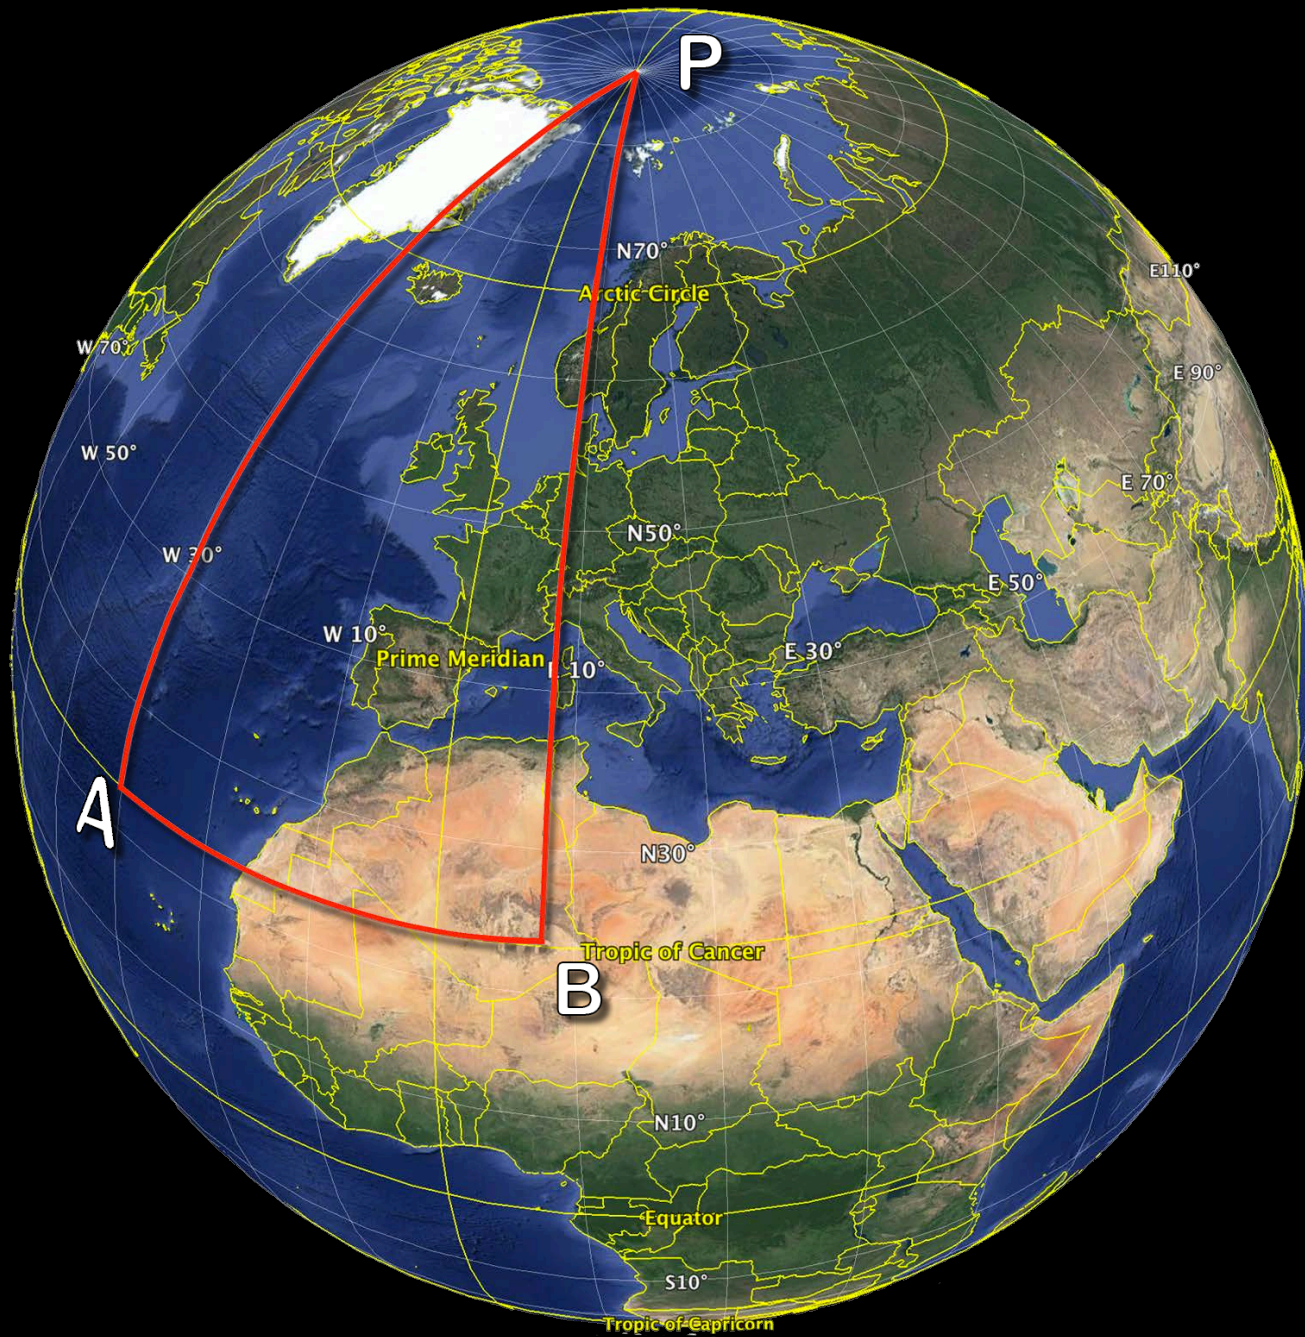 P
N70°
Arctic Circle
E110°
W 70°
E 90°
W 50°
E 70°
N50°
W 30°
E 50°
W 10°
E 30°
Prime Meridian
E 10°
A
N30°
Tropic of Cancer
B
N10°
Equator
S10°
Tropic of Capricorn